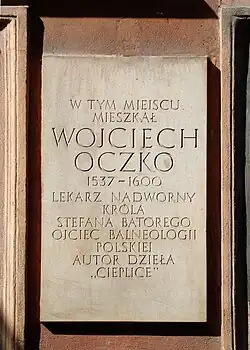 W TYM MIEJSCU
MIESZKAŁ
WOJCIECH
OCZKO
1537-1600
LEKARZ NADWORNY
KRÓLA
STEFANA BATOREGO
OJCIEC BALNEOLOGII
POLSKIEJ
AUTOR DZIEŁA
„CIEPLICE”